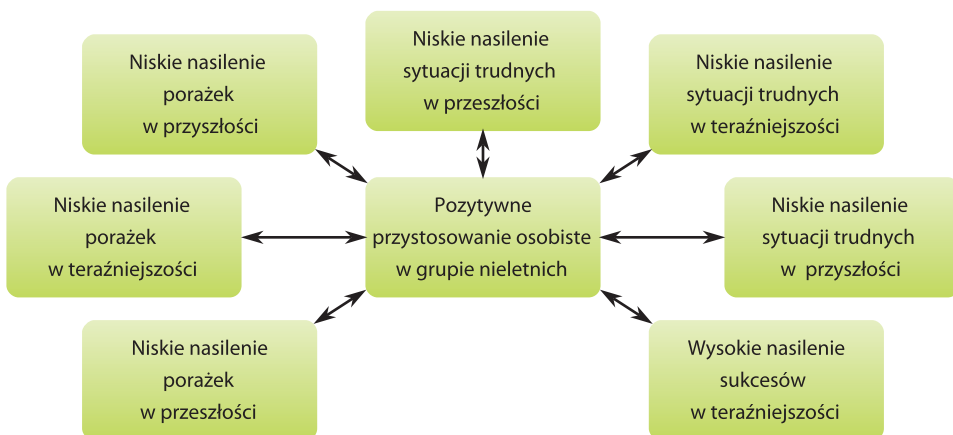 Niskie nasilenie
sytuacji trudnych
w przeszłości
Niskie nasilenie
porażek
w przyszłości
Niskie nasilenie
sytuacji trudnych
w teraźniejszości
Niskie nasilenie
porażek
w teraźniejszości
Pozytywne
przystosowanie osobiste
w grupie nieletnich
Niskie nasilenie
sytuacji trudnych
w przyszłości
Niskie nasilenie
porażek
w przeszłości
Wysokie nasilenie
sukcesów
w teraźniejszości